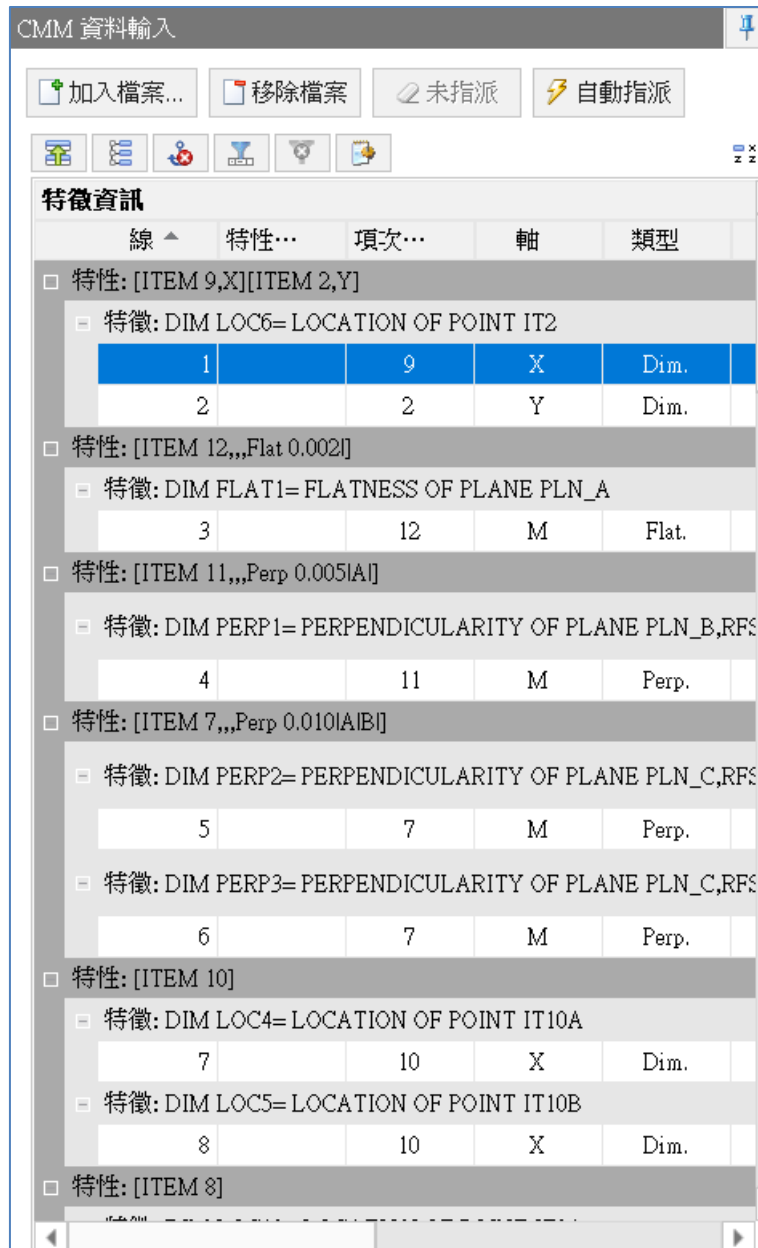 CMM 資料輸入
加入檔案... 移除檔案 未指派 自動指派
特徵資訊
線 特性… 項次… 軸 類型
特性: [ITEM 9,X][ITEM 2,Y]
特徵: DIM LOC6= LOCATION OF POINT IT2
1 9 X Dim.
2 2 Y Dim.
特性: [ITEM 12,,,Flat 0.002|]
特徵: DIM FLAT1= FLATNESS OF PLANE PLN_A
3 12 M Flat.
特性: [ITEM 11,,,Perp 0.005|A|]
特徵: DIM PERP1= PERPENDICULARITY OF PLANE PLN_B,RFS
4 11 M Perp.
特性: [ITEM 7,,,Perp 0.010|A|B|]
特徵: DIM PERP2= PERPENDICULARITY OF PLANE PLN_C,RFS
5 7 M Perp.
特徵: DIM PERP3= PERPENDICULARITY OF PLANE PLN_C,RFS
6 7 M Perp.
特性: [ITEM 10]
特徵: DIM LOC4= LOCATION OF POINT IT10A
7 10 X Dim.
特徵: DIM LOC5= LOCATION OF POINT IT10B
8 10 X Dim.
特性: [ITEM 8]